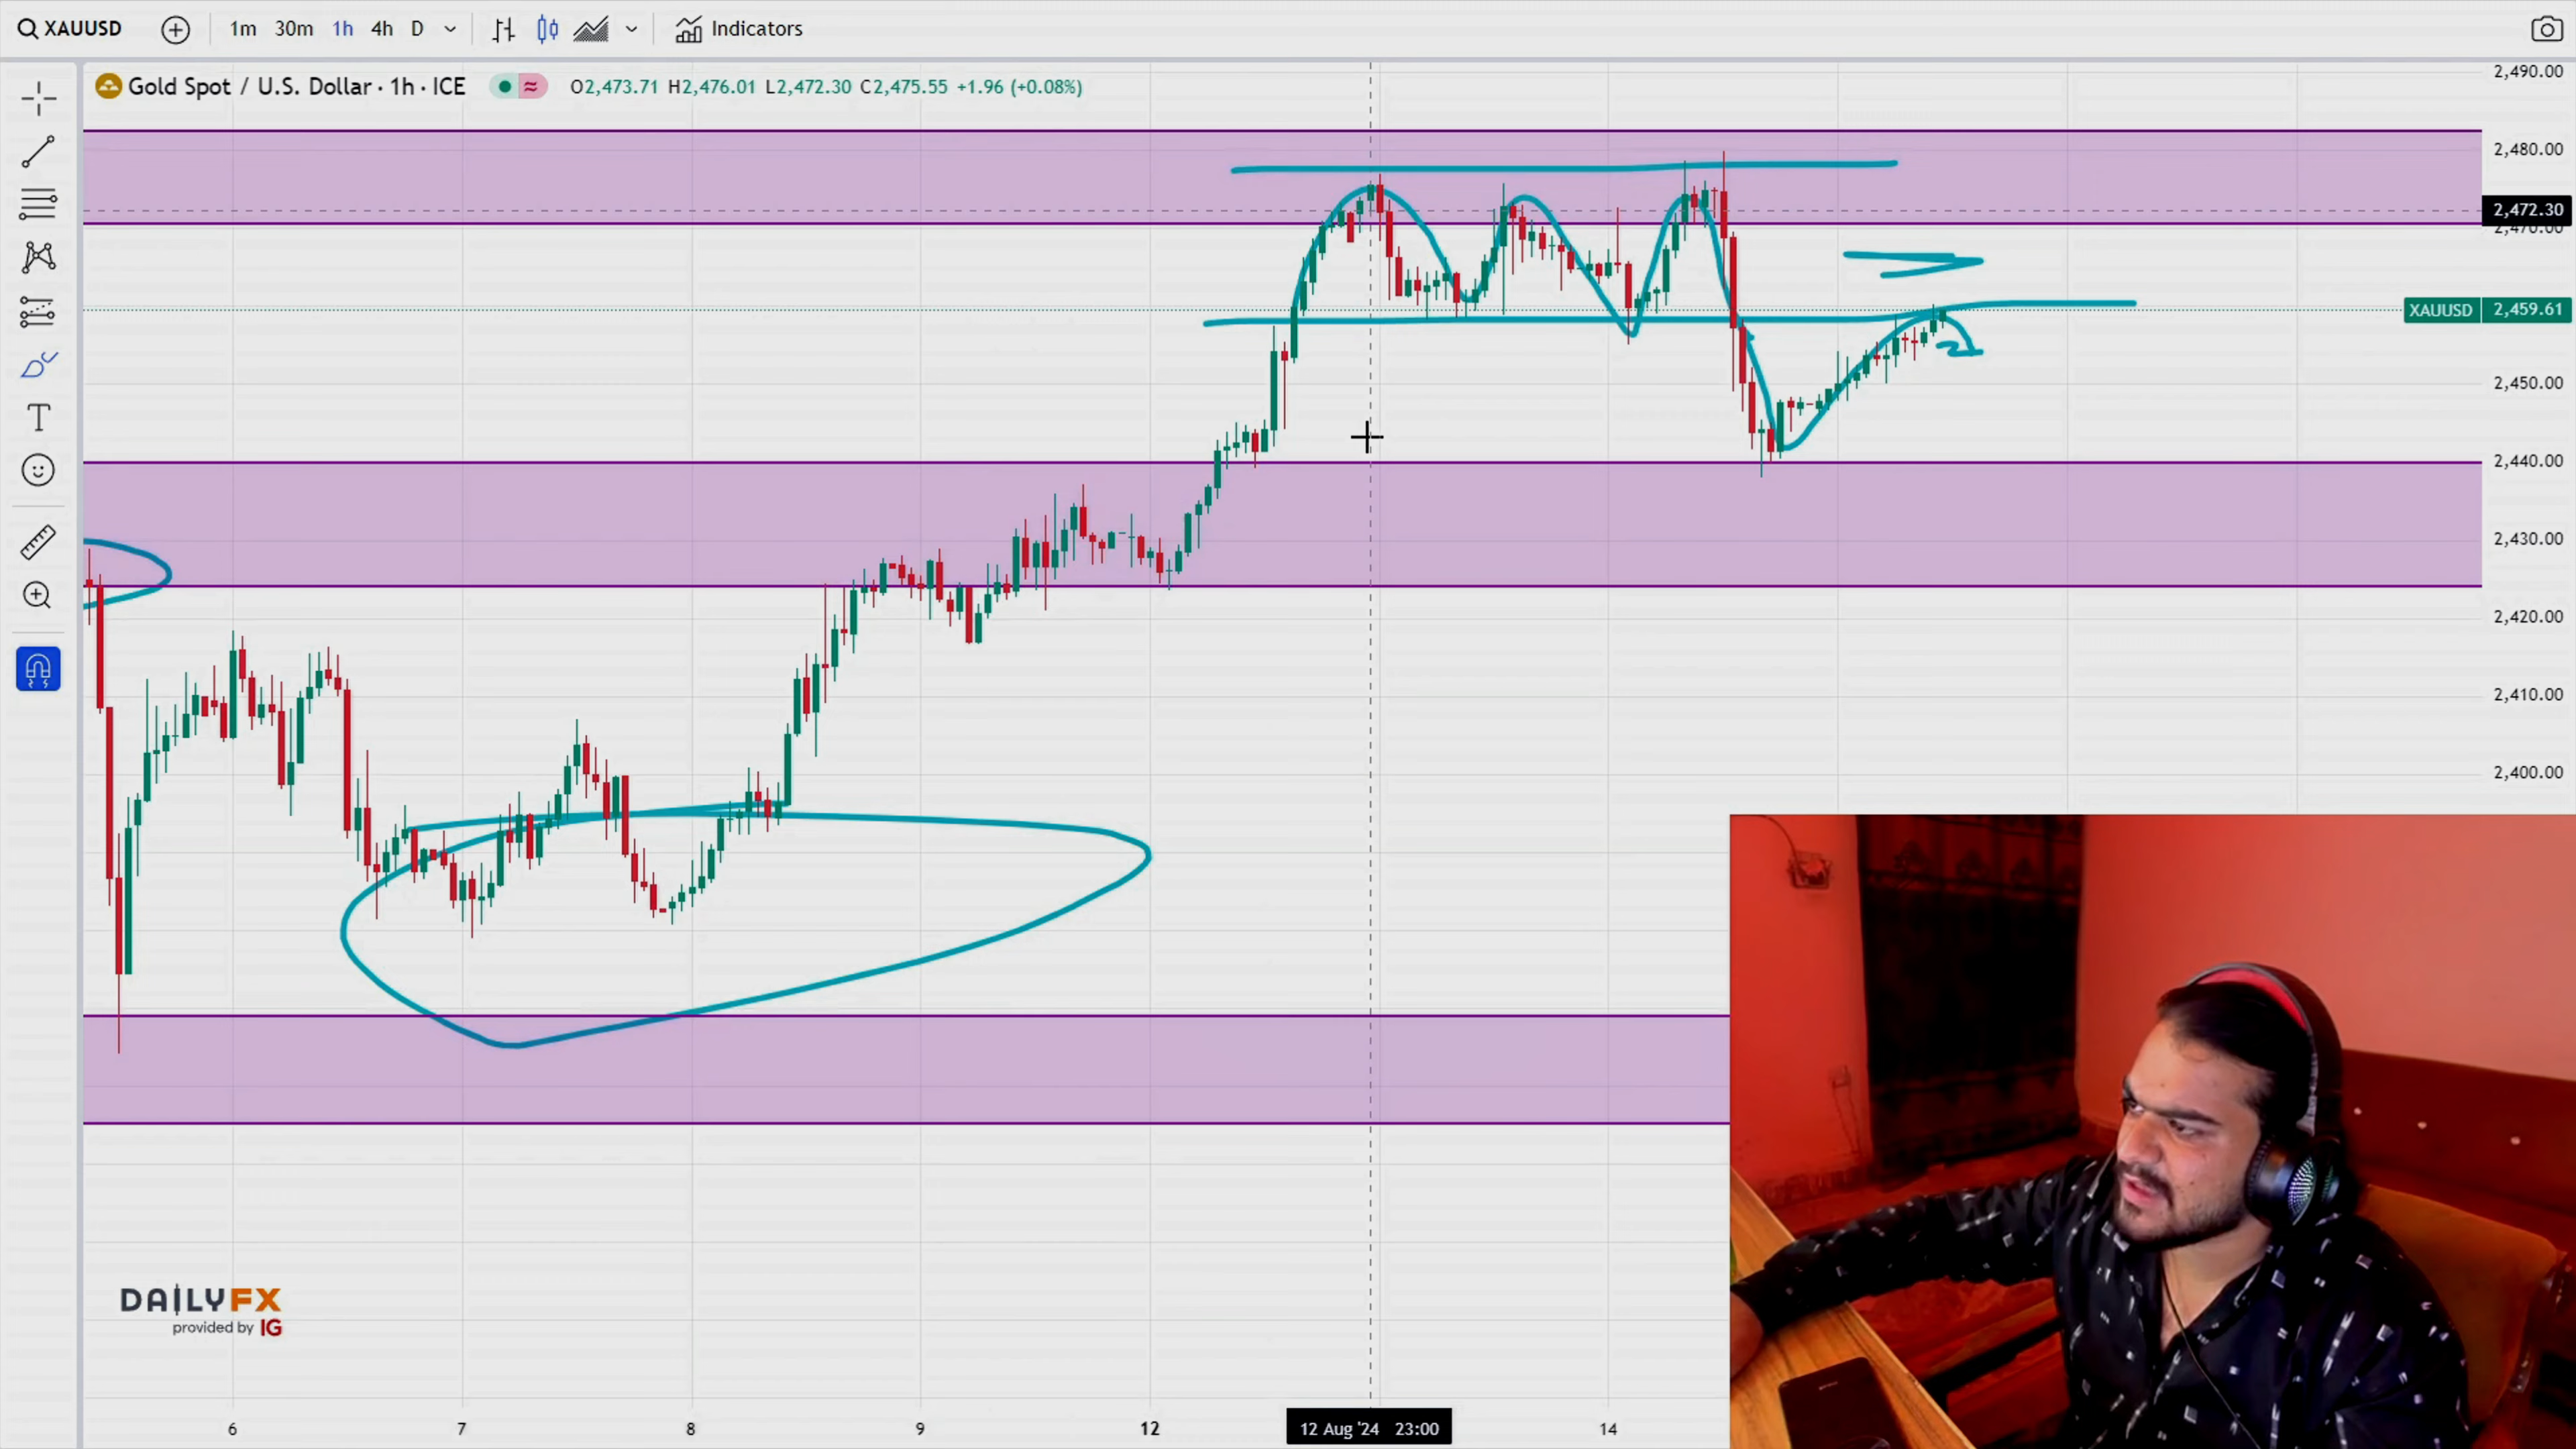 XAUUSD 1m 30m 1h 4h D Indicators
Gold Spot / U.S. Dollar · 1h · ICE O2,473.71 H2,476.01 L2,472.30 C2,475.55 +1.96 (+0.08%)
2,490.00
2,480.00
2,472.30
2,470.00
XAUUSD 2,459.61
2,450.00
2,440.00
2,430.00
2,420.00
2,410.00
2,400.00
DAILYFX
provided by IG
6 7 8 9 12 12 Aug '24 23:00 14